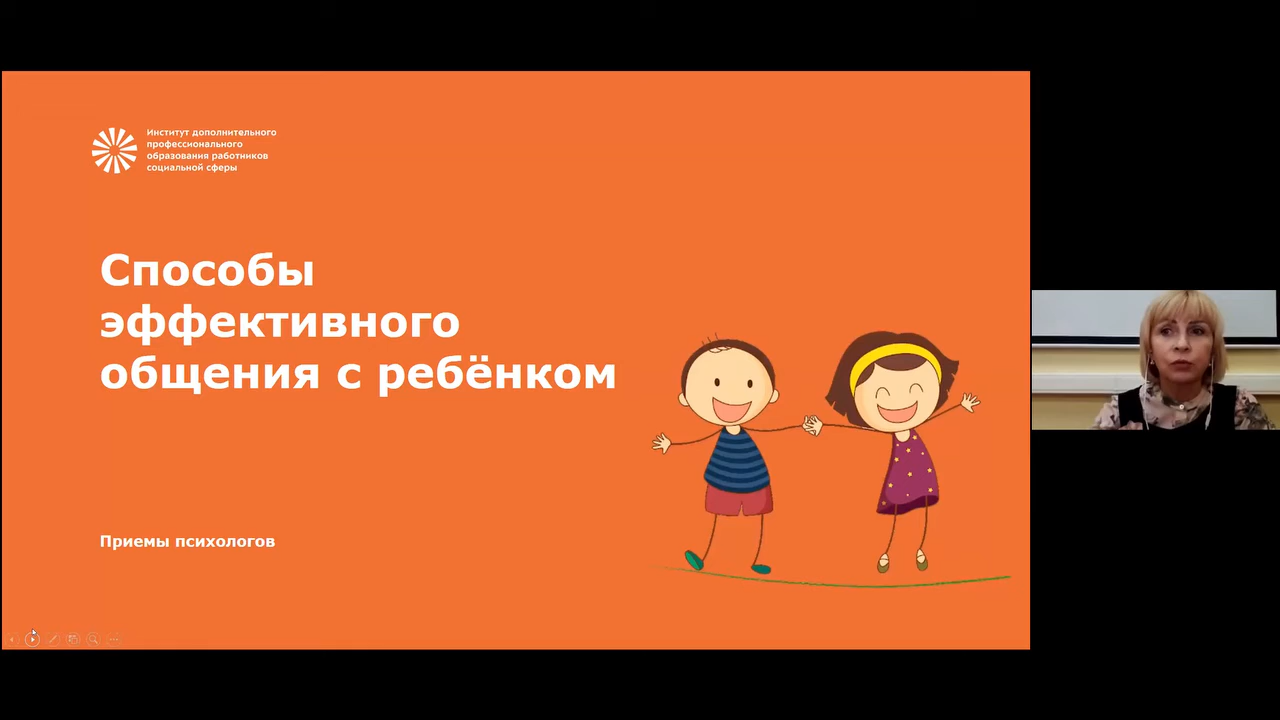 Институт дополнительного
профессионального
образования работников
социальной сферы
Способы
эффективного
общения с ребёнком
Приемы психологов